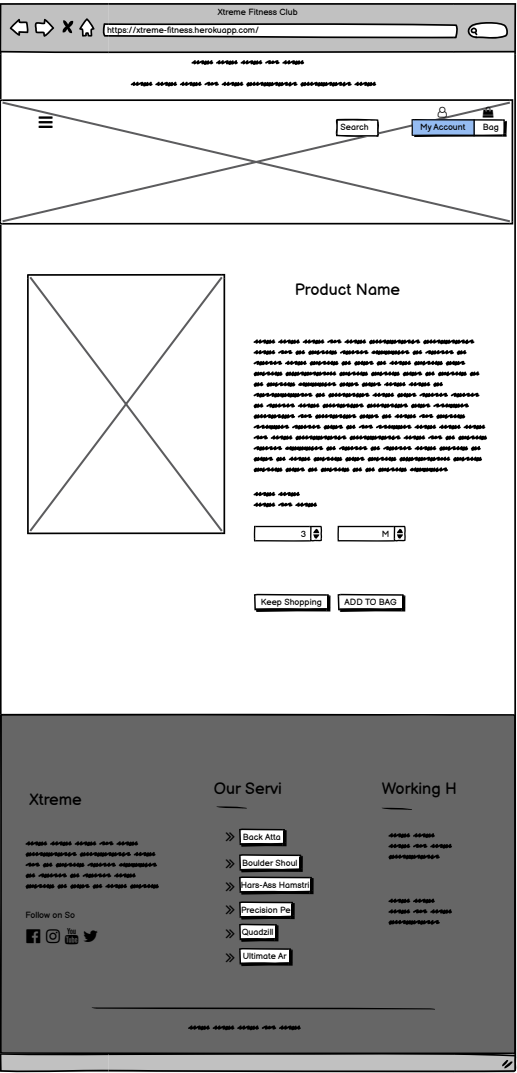 Xtreme Fitness Club
https://xtreme-fitness.herokuapp.com/
Search
My Account
Bag
Product Name
3
M
Keep Shopping
ADD TO BAG
Xtreme
Follow on So
Our Servi
Back Atta
Boulder Shoul
Hars-Ass Hamstri
Precision Pe
Quadzill
Ultimate Ar
Working H